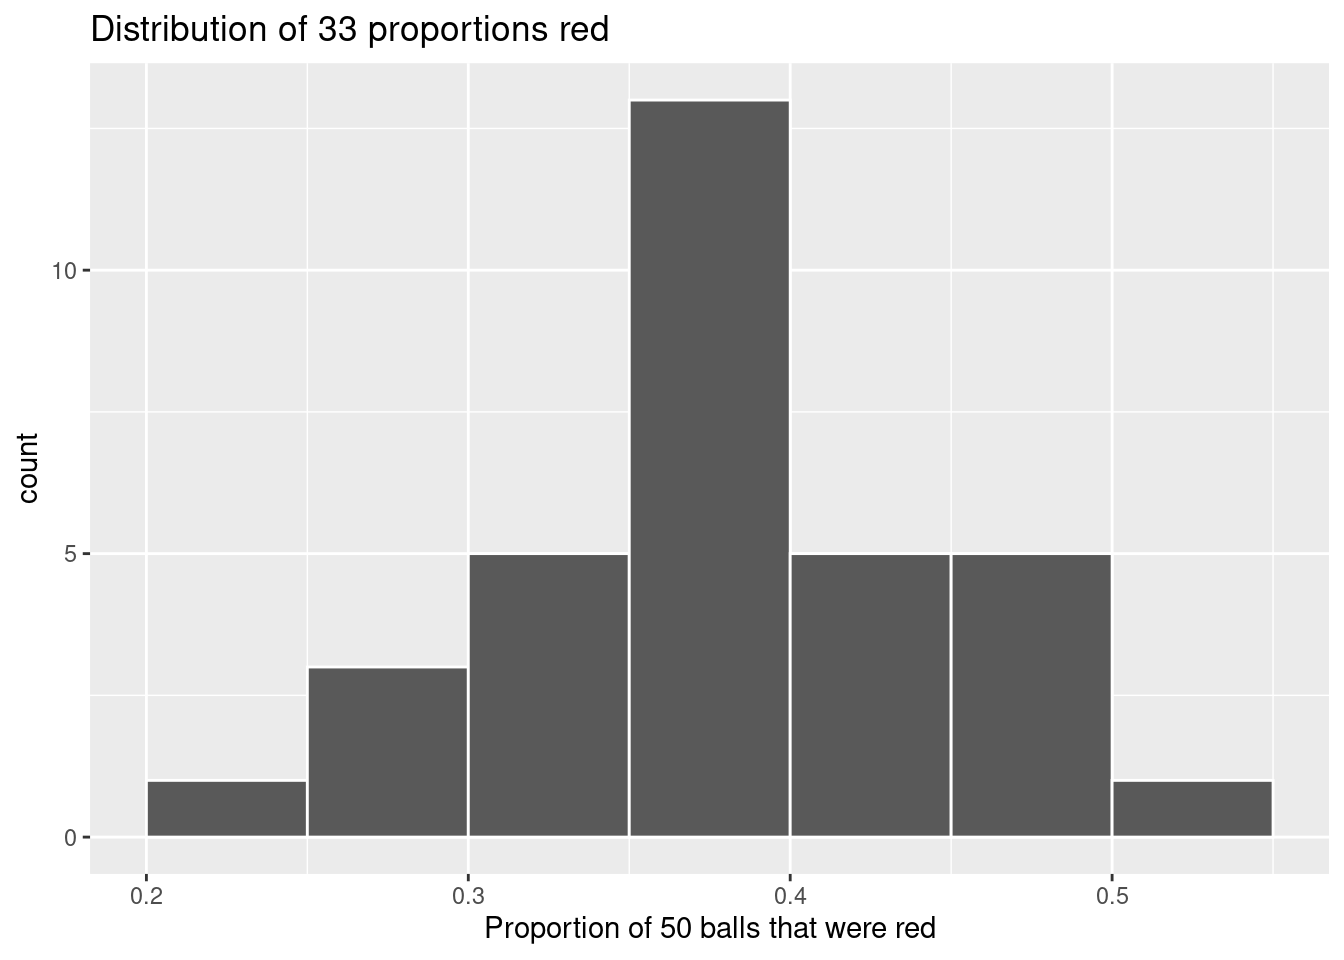 Distribution of 33 proportions red
count
10
5
0
0.2 0.3 0.4 0.5
Proportion of 50 balls that were red